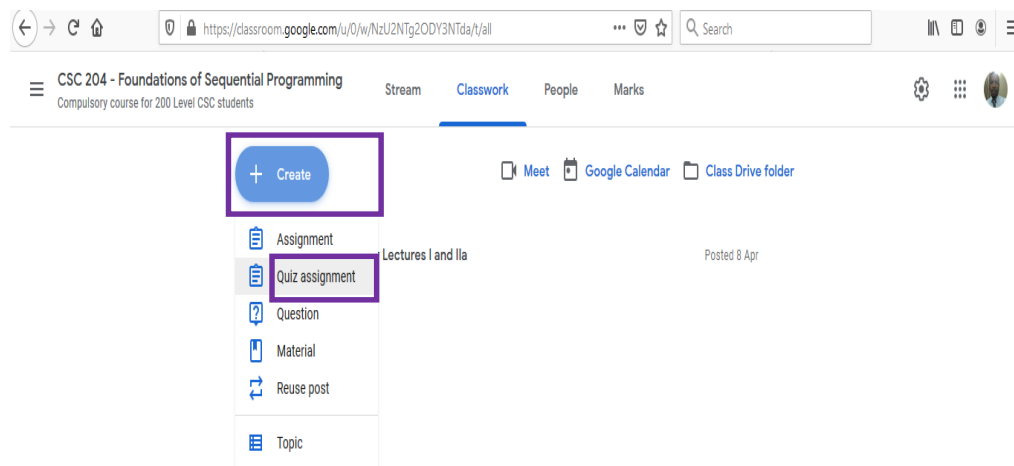 https://classroom.google.com/u/0/w/NzU2NTg2ODY3NTda/t/all
Search
CSC 204 - Foundations of Sequential Programming
Compulsory course for 200 Level CSC students
Stream
Classwork
People
Marks
+ Create
Meet
Google Calendar
Class Drive folder
Assignment
Lectures I and IIa
Posted 8 Apr
Quiz assignment
Question
Material
Reuse post
Topic